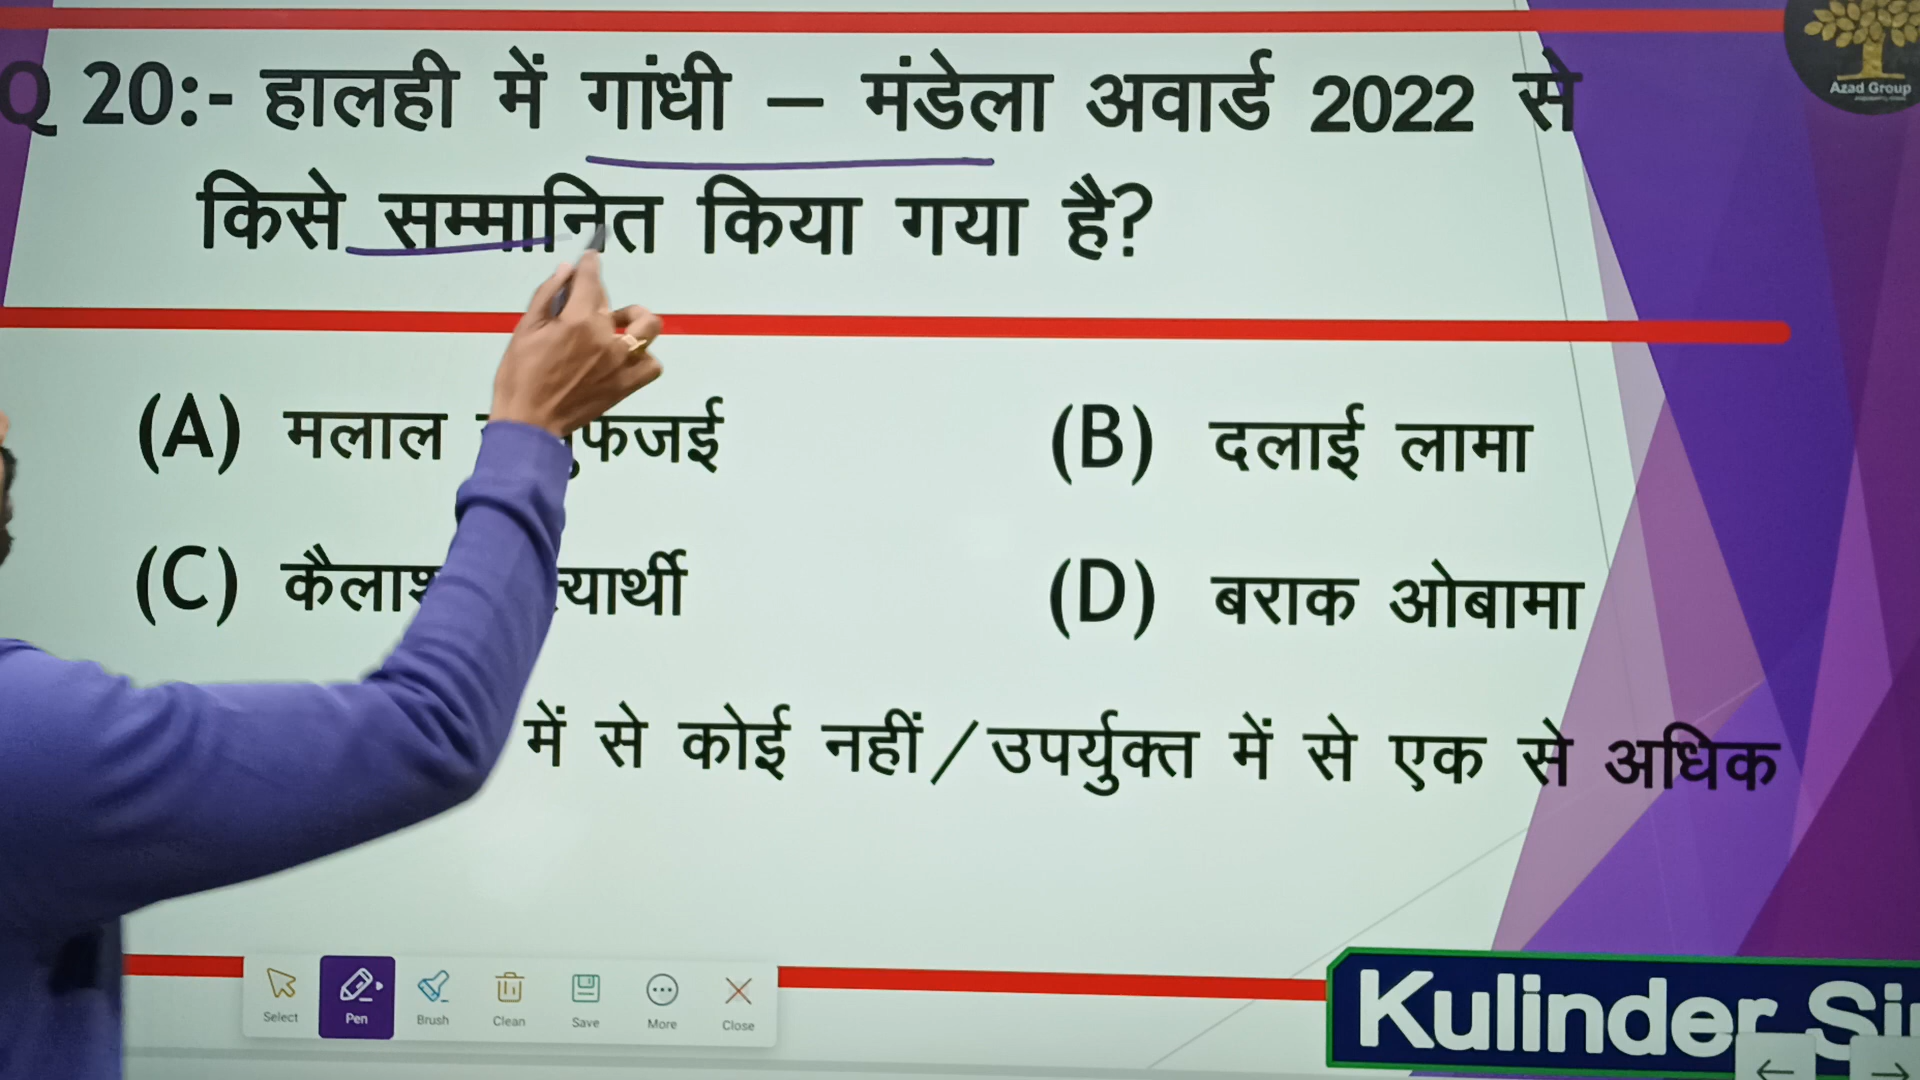 Q 20:- हालही में गांधी – मंडेला अवार्ड 2022 से
किसे सम्मानित किया गया है?
(A) मलाल
(B) दलाई लामा
(C)
(D) बराक ओबामा
में से कोई नहीं/उपर्युक्त में से एक से अधिक
Azad Group
Select
Pen
Brush
Clean
Save
More
Close
Kulinder